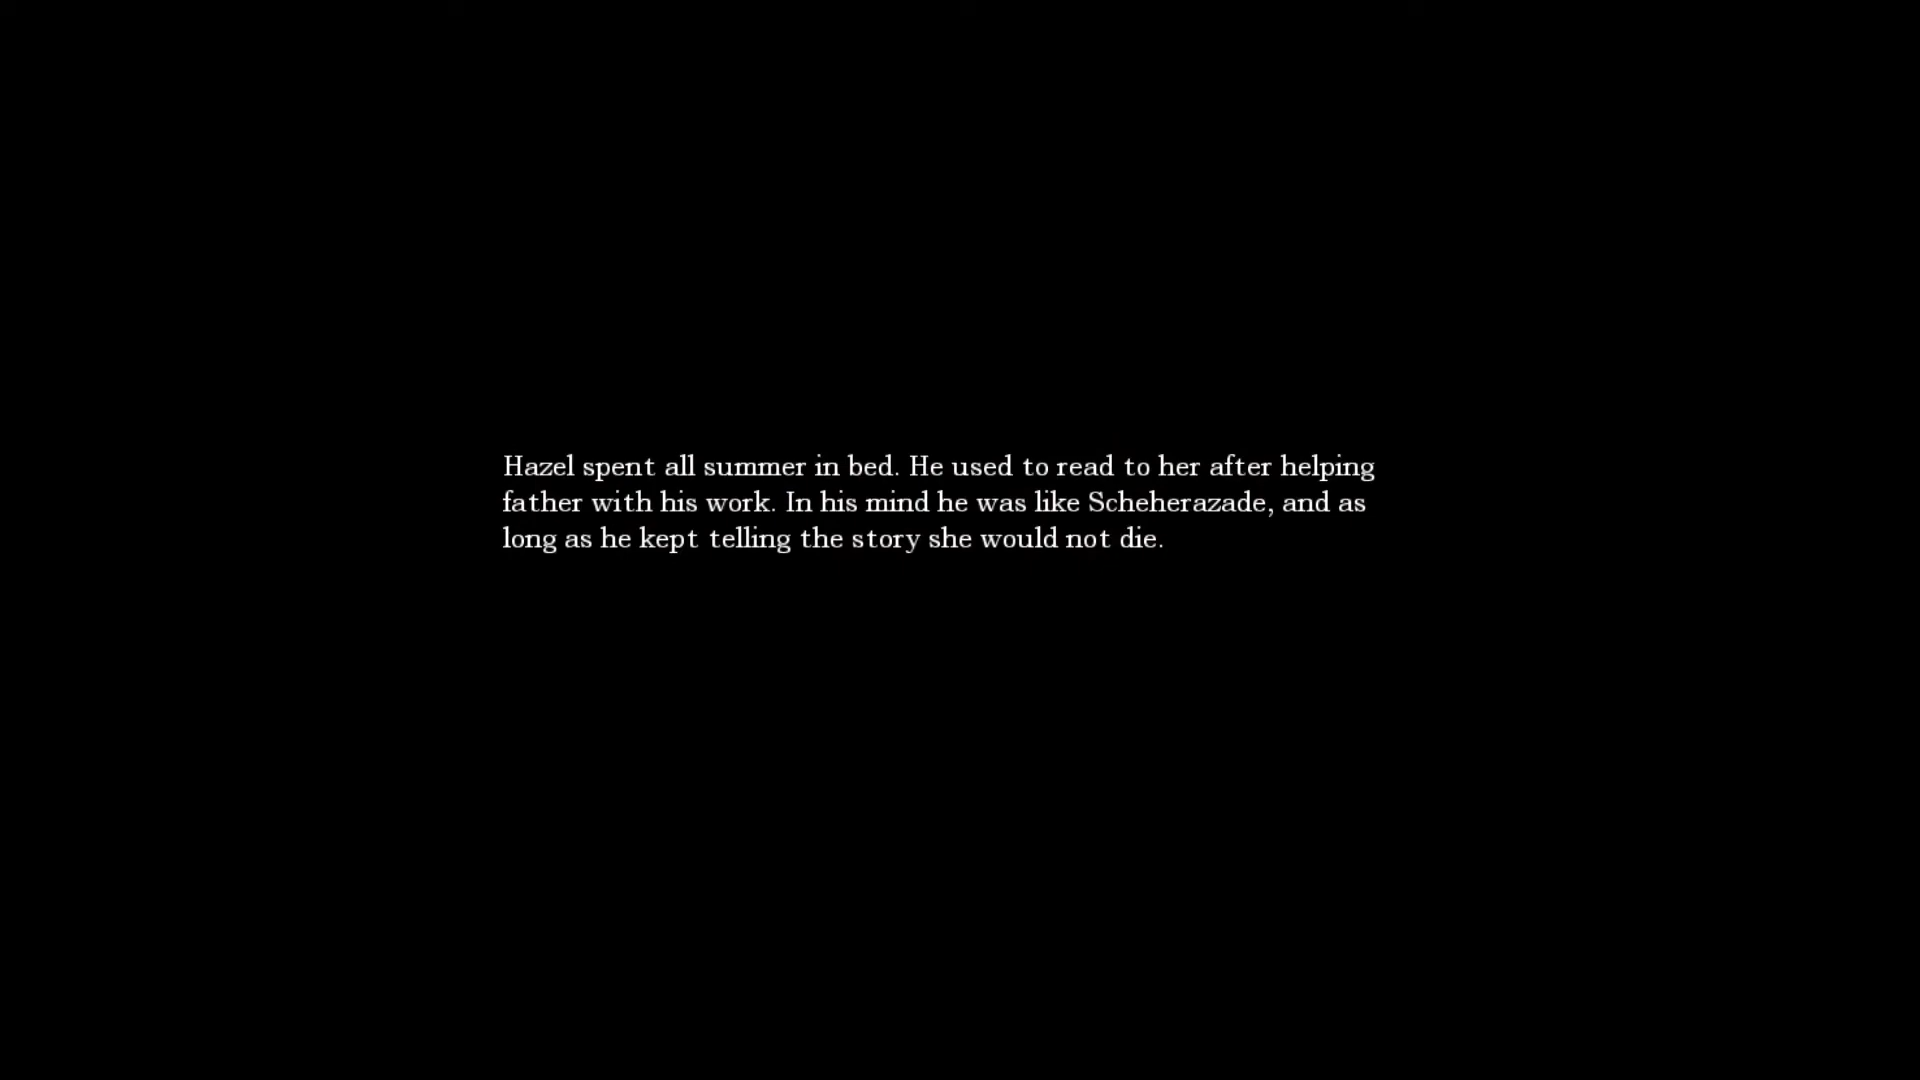 Hazel spent all summer in bed. He used to read to her after helping
father with his work. In his mind he was like Scheherazade, and as
long as he kept telling the story she would not die.